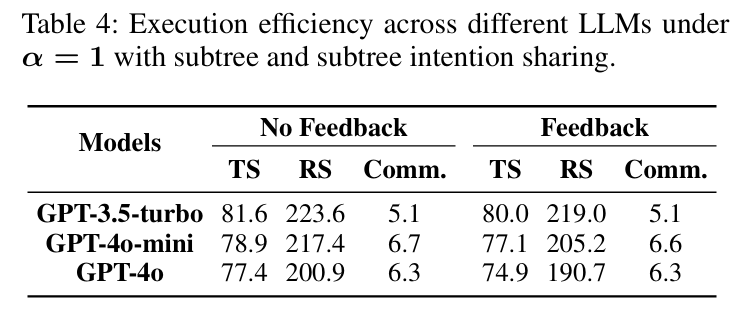 Table 4: Execution efficiency across different LLMs under
α = 1 with subtree and subtree intention sharing.
Models No Feedback Feedback
TS RS Comm. TS RS Comm.
GPT-3.5-turbo 81.6 223.6 5.1 80.0 219.0 5.1
GPT-4o-mini 78.9 217.4 6.7 77.1 205.2 6.6
GPT-4o 77.4 200.9 6.3 74.9 190.7 6.3